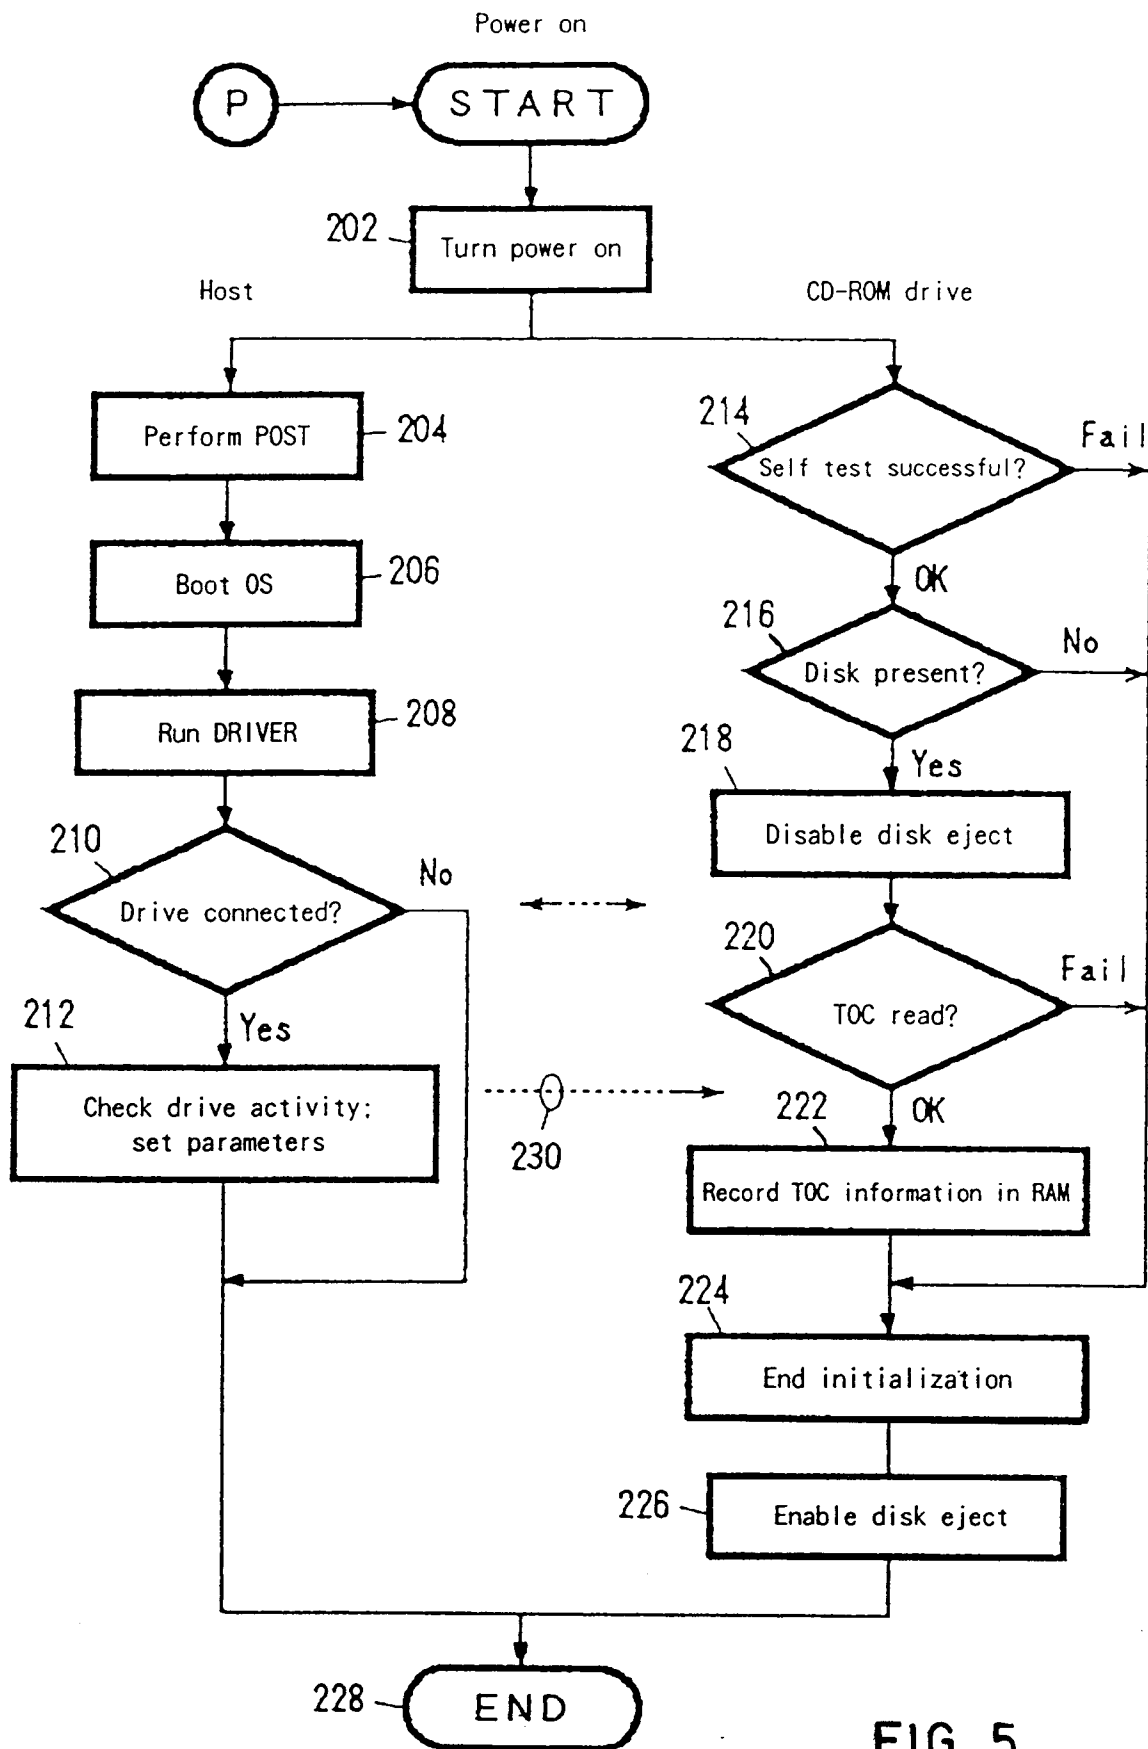 Power on
P
START
202
Turn power on
Host
CD-ROM drive
Perform POST
204
214
Self test successful?
Fail
OK
Boot OS
206
216
Disk present?
No
Run DRIVER
208
218
Yes
Disable disk eject
210
Drive connected?
No
220
TOC read?
Fail
212
Yes
Check drive activity;
set parameters
230
OK
222
Record TOC information in RAM
224
End initialization
226
Enable disk eject
228
END
FIG. 5